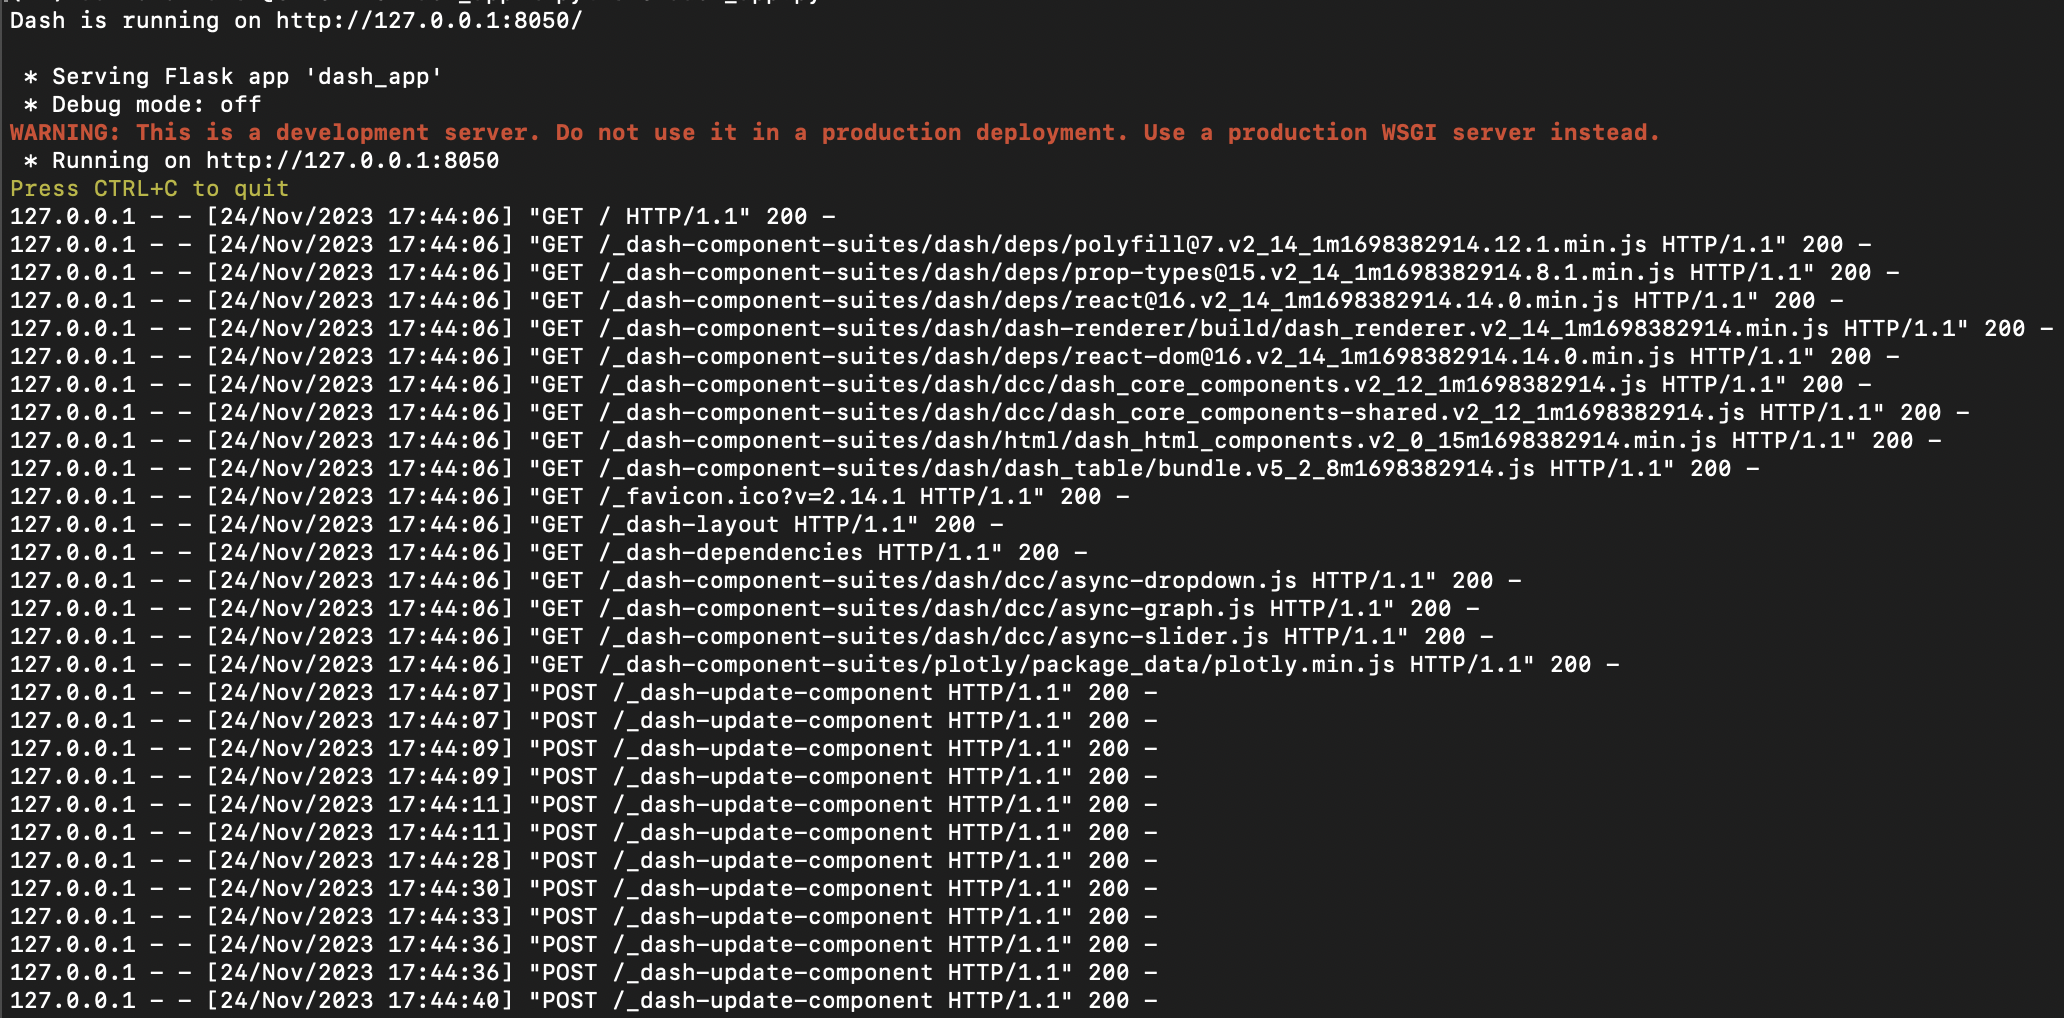 Dash is running on http://127.0.0.1:8050/
 * Serving Flask app 'dash_app'
 * Debug mode: off
WARNING: This is a development server. Do not use it in a production deployment. Use a production WSGI server instead.
 * Running on http://127.0.0.1:8050
Press CTRL+C to quit
127.0.0.1 - - [24/Nov/2023 17:44:06] "GET / HTTP/1.1" 200 -
127.0.0.1 - - [24/Nov/2023 17:44:06] "GET /_dash-component-suites/dash/deps/polyfill@7.v2_14_1m1698382914.12.1.min.js HTTP/1.1" 200 -
127.0.0.1 - - [24/Nov/2023 17:44:06] "GET /_dash-component-suites/dash/deps/prop-types@15.v2_14_1m1698382914.8.1.min.js HTTP/1.1" 200 -
127.0.0.1 - - [24/Nov/2023 17:44:06] "GET /_dash-component-suites/dash/deps/react@16.v2_14_1m1698382914.14.0.min.js HTTP/1.1" 200 -
127.0.0.1 - - [24/Nov/2023 17:44:06] "GET /_dash-component-suites/dash/dash-renderer/build/dash_renderer.v2_14_1m1698382914.min.js HTTP/1.1" 200 -
127.0.0.1 - - [24/Nov/2023 17:44:06] "GET /_dash-component-suites/dash/deps/react-dom@16.v2_14_1m1698382914.14.0.min.js HTTP/1.1" 200 -
127.0.0.1 - - [24/Nov/2023 17:44:06] "GET /_dash-component-suites/dash/dcc/dash_core_components.v2_12_1m1698382914.js HTTP/1.1" 200 -
127.0.0.1 - - [24/Nov/2023 17:44:06] "GET /_dash-component-suites/dash/dcc/dash_core_components-shared.v2_12_1m1698382914.js HTTP/1.1" 200 -
127.0.0.1 - - [24/Nov/2023 17:44:06] "GET /_dash-component-suites/dash/html/dash_html_components.v2_0_15m1698382914.min.js HTTP/1.1" 200 -
127.0.0.1 - - [24/Nov/2023 17:44:06] "GET /_dash-component-suites/dash/dash_table/bundle.v5_2_8m1698382914.js HTTP/1.1" 200 -
127.0.0.1 - - [24/Nov/2023 17:44:06] "GET /_favicon.ico?v=2.14.1 HTTP/1.1" 200 -
127.0.0.1 - - [24/Nov/2023 17:44:06] "GET /_dash-layout HTTP/1.1" 200 -
127.0.0.1 - - [24/Nov/2023 17:44:06] "GET /_dash-dependencies HTTP/1.1" 200 -
127.0.0.1 - - [24/Nov/2023 17:44:06] "GET /_dash-component-suites/dash/dcc/async-dropdown.js HTTP/1.1" 200 -
127.0.0.1 - - [24/Nov/2023 17:44:06] "GET /_dash-component-suites/dash/dcc/async-graph.js HTTP/1.1" 200 -
127.0.0.1 - - [24/Nov/2023 17:44:06] "GET /_dash-component-suites/dash/dcc/async-slider.js HTTP/1.1" 200 -
127.0.0.1 - - [24/Nov/2023 17:44:06] "GET /_dash-component-suites/plotly/package_data/plotly.min.js HTTP/1.1" 200 -
127.0.0.1 - - [24/Nov/2023 17:44:07] "POST /_dash-update-component HTTP/1.1" 200 -
127.0.0.1 - - [24/Nov/2023 17:44:07] "POST /_dash-update-component HTTP/1.1" 200 -
127.0.0.1 - - [24/Nov/2023 17:44:09] "POST /_dash-update-component HTTP/1.1" 200 -
127.0.0.1 - - [24/Nov/2023 17:44:09] "POST /_dash-update-component HTTP/1.1" 200 -
127.0.0.1 - - [24/Nov/2023 17:44:11] "POST /_dash-update-component HTTP/1.1" 200 -
127.0.0.1 - - [24/Nov/2023 17:44:11] "POST /_dash-update-component HTTP/1.1" 200 -
127.0.0.1 - - [24/Nov/2023 17:44:28] "POST /_dash-update-component HTTP/1.1" 200 -
127.0.0.1 - - [24/Nov/2023 17:44:30] "POST /_dash-update-component HTTP/1.1" 200 -
127.0.0.1 - - [24/Nov/2023 17:44:33] "POST /_dash-update-component HTTP/1.1" 200 -
127.0.0.1 - - [24/Nov/2023 17:44:36] "POST /_dash-update-component HTTP/1.1" 200 -
127.0.0.1 - - [24/Nov/2023 17:44:36] "POST /_dash-update-component HTTP/1.1" 200 -
127.0.0.1 - - [24/Nov/2023 17:44:40] "POST /_dash-update-component HTTP/1.1" 200 -